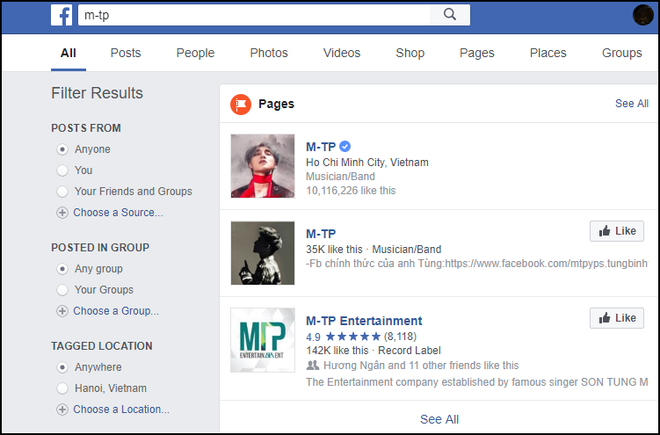 f
m-tp
All Posts People Photos Videos Shop Pages Places Groups
Filter Results
POSTS FROM
Anyone
You
Your Friends and Groups
Choose a Source...
POSTED IN GROUP
Any group
Your Groups
Choose a Group...
TAGGED LOCATION
Anywhere
Hanoi, Vietnam
Choose a Location...
Pages See All
M-TP
Ho Chi Minh City, Vietnam
Musician/Band
10,116,226 like this
M-TP Like
35K like this · Musician/Band
-Fb chính thức của anh Tùng:https://www.facebook.com/mtpyps.tungbinh
MTP
ENTERTAINMENT
M-TP Entertainment Like
4.9 ★★★★★ (8,118)
142K like this · Record Label
Hương Ngân and 11 other friends like this
The Entertainment company established by famous singer SON TUNG M
See All